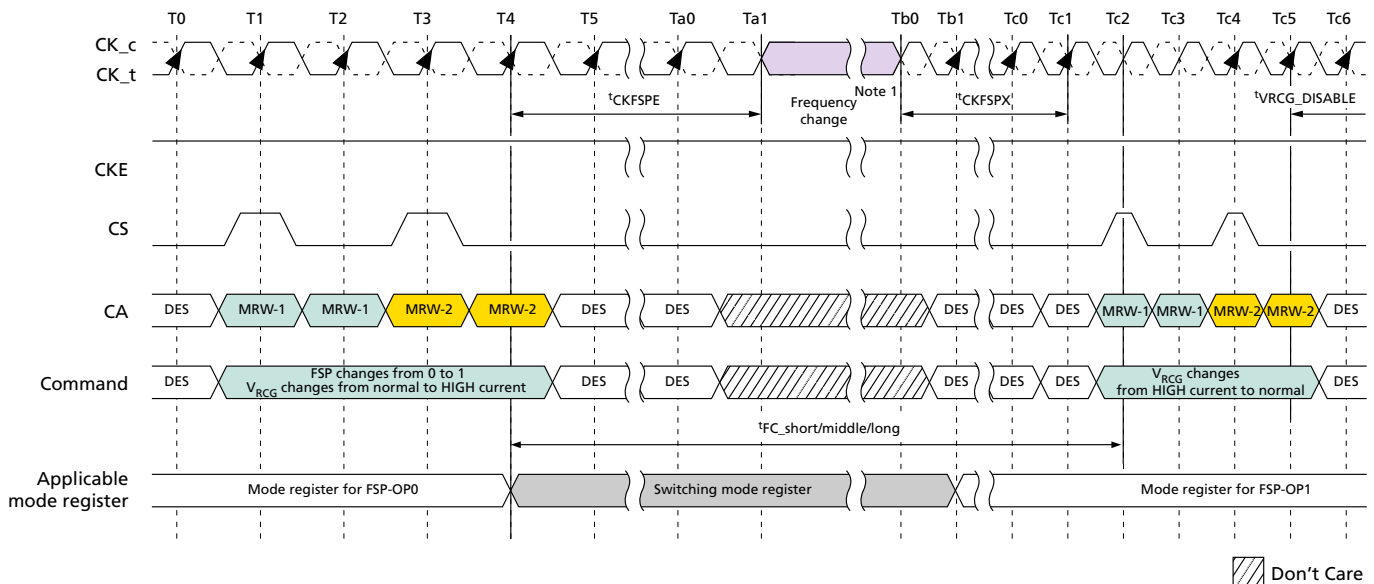 T0 T1 T2 T3 T4 T5 Ta0 Ta1 Tb0 Tb1 Tc0 Tc1 Tc2 Tc3 Tc4 Tc5 Tc6
CK_c
CK_t
Note 1
tCKFSPE
Frequency
change
tCKFSPX
tVRCG_DISABLE
CKE
CS
CA
DES MRW-1 MRW-1 MRW-2 MRW-2 DES DES DES DES DES MRW-1 MRW-1 MRW-2 MRW-2 DES
Command
DES
FSP changes from 0 to 1
VRCG changes from normal to HIGH current
DES DES DES DES DES
VRCG changes
from HIGH current to normal
DES
tFC_short/middle/long
Applicable
mode register
Mode register for FSP-OP0
Switching mode register
Mode register for FSP-OP1
Don't Care